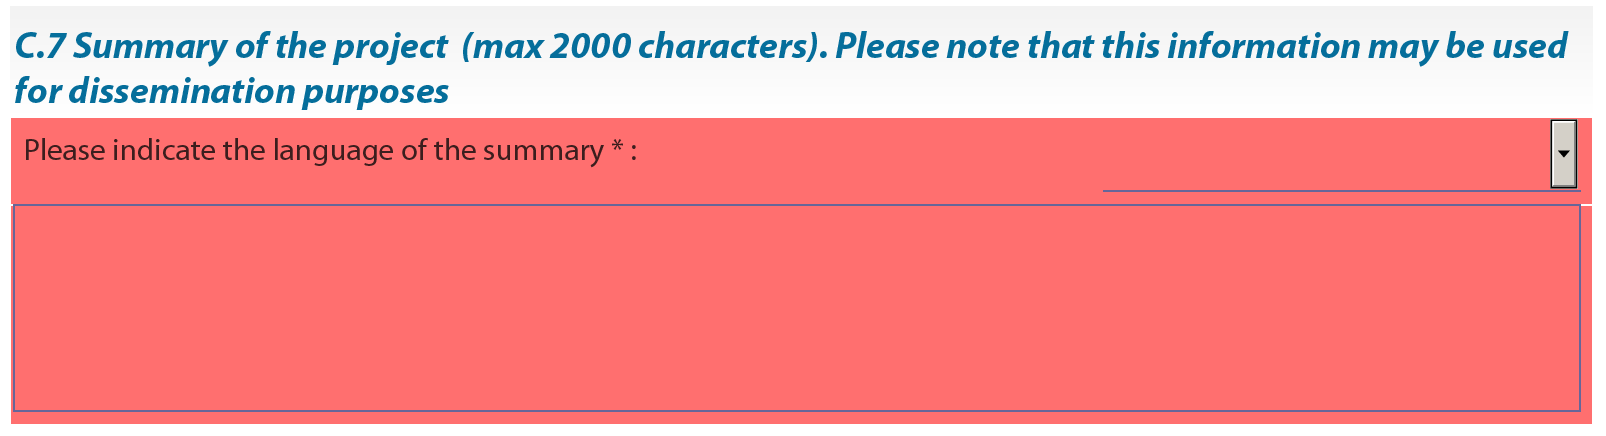 C.7 Summary of the project  (max 2000 characters). Please note that this information may be used
for dissemination purposes
Please indicate the language of the summary * :